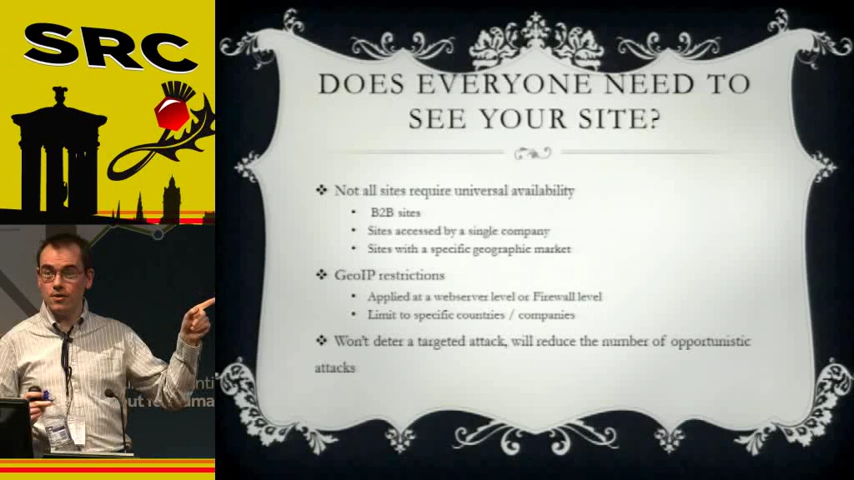 SRC
DOES EVERYONE NEED TO
SEE YOUR SITE?
Not all sites require universal availability
B2B sites
Sites accessed by a single company
Sites with a specific geographic market
GeoIP restrictions
Applied at a webserver level or Firewall level
Limit to specific countries / companies
Won't deter a targeted attack, will reduce the number of opportunistic
attacks